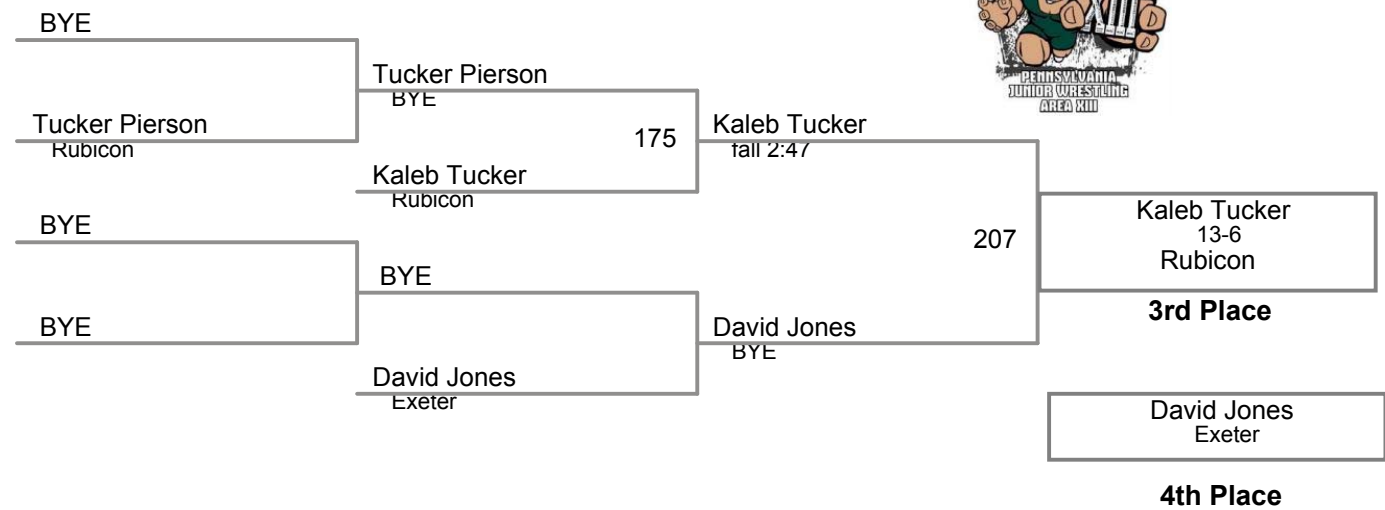 BYE
Tucker Pierson
Rubicon
BYE
BYE
Tucker Pierson
BYE
Kaleb Tucker
Rubicon
BYE
David Jones
Exeter
175
Kaleb Tucker
fall 2:47
David Jones
BYE
207
XIII
PENNSYLVANIA
JUNIOR WRESTLING
AREA XIII
Kaleb Tucker
13-6
Rubicon
3rd Place
David Jones
Exeter
4th Place